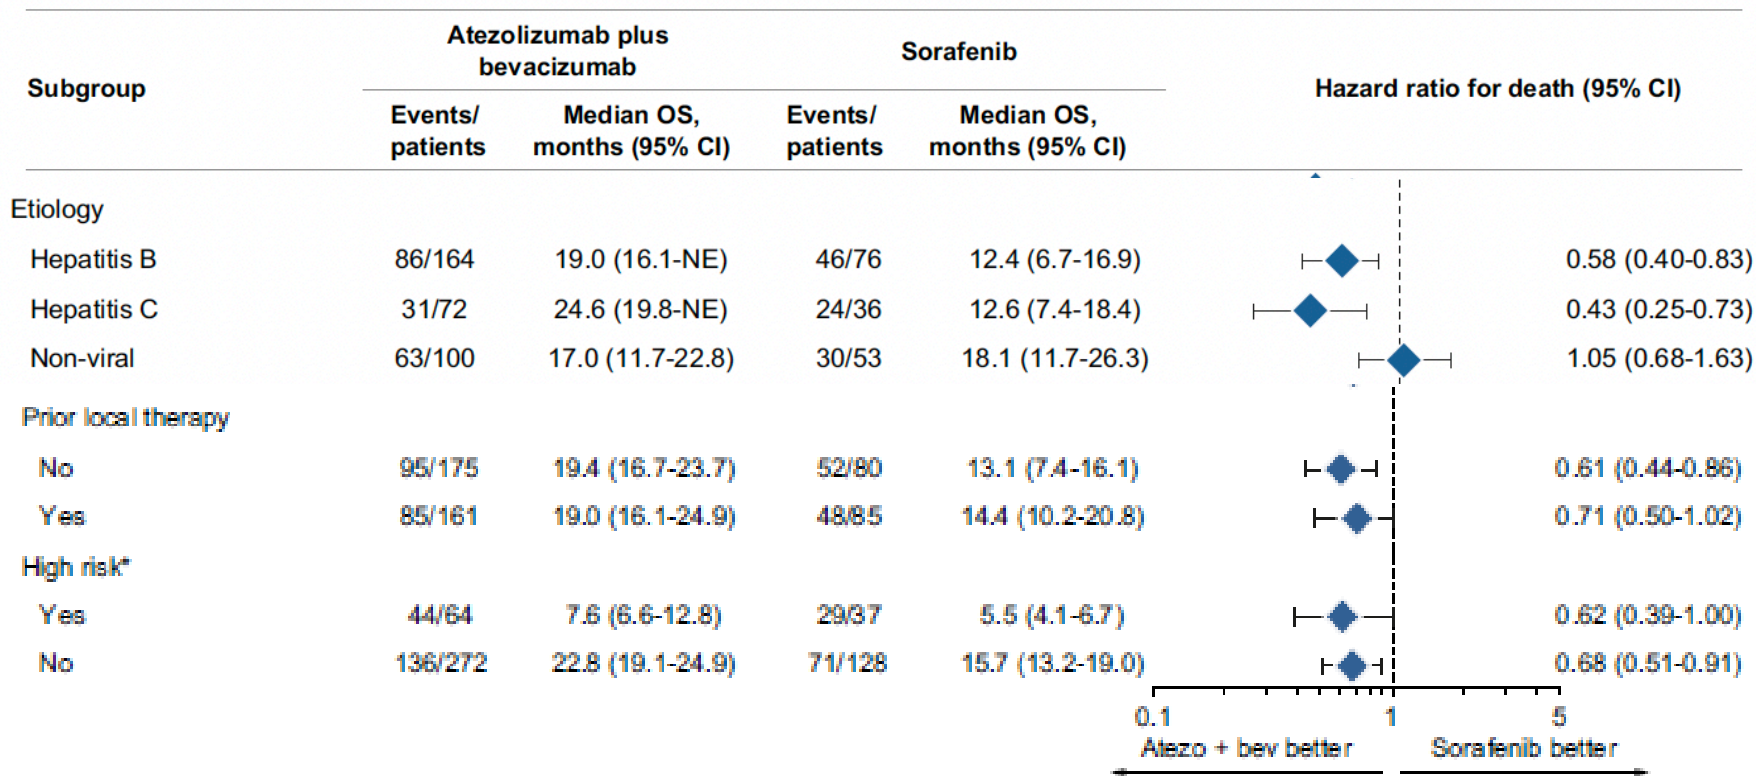 Atezolizumab plus bevacizumab Sorafenib
Subgroup Hazard ratio for death (95% CI)
Events/patients Median OS, months (95% CI) Events/patients Median OS, months (95% CI)
Etiology
Hepatitis B 86/164 19.0 (16.1-NE) 46/76 12.4 (6.7-16.9) 0.58 (0.40-0.83)
Hepatitis C 31/72 24.6 (19.8-NE) 24/36 12.6 (7.4-18.4) 0.43 (0.25-0.73)
Non-viral 63/100 17.0 (11.7-22.8) 30/53 18.1 (11.7-26.3) 1.05 (0.68-1.63)
Prior local therapy
No 95/175 19.4 (16.7-23.7) 52/80 13.1 (7.4-16.1) 0.61 (0.44-0.86)
Yes 85/161 19.0 (16.1-24.9) 48/85 14.4 (10.2-20.8) 0.71 (0.50-1.02)
High risk*
Yes 44/64 7.6 (6.6-12.8) 29/37 5.5 (4.1-6.7) 0.62 (0.39-1.00)
No 136/272 22.8 (19.1-24.9) 71/128 15.7 (13.2-19.0) 0.68 (0.51-0.91)
0.1 1 5
Atezo + bev better Sorafenib better